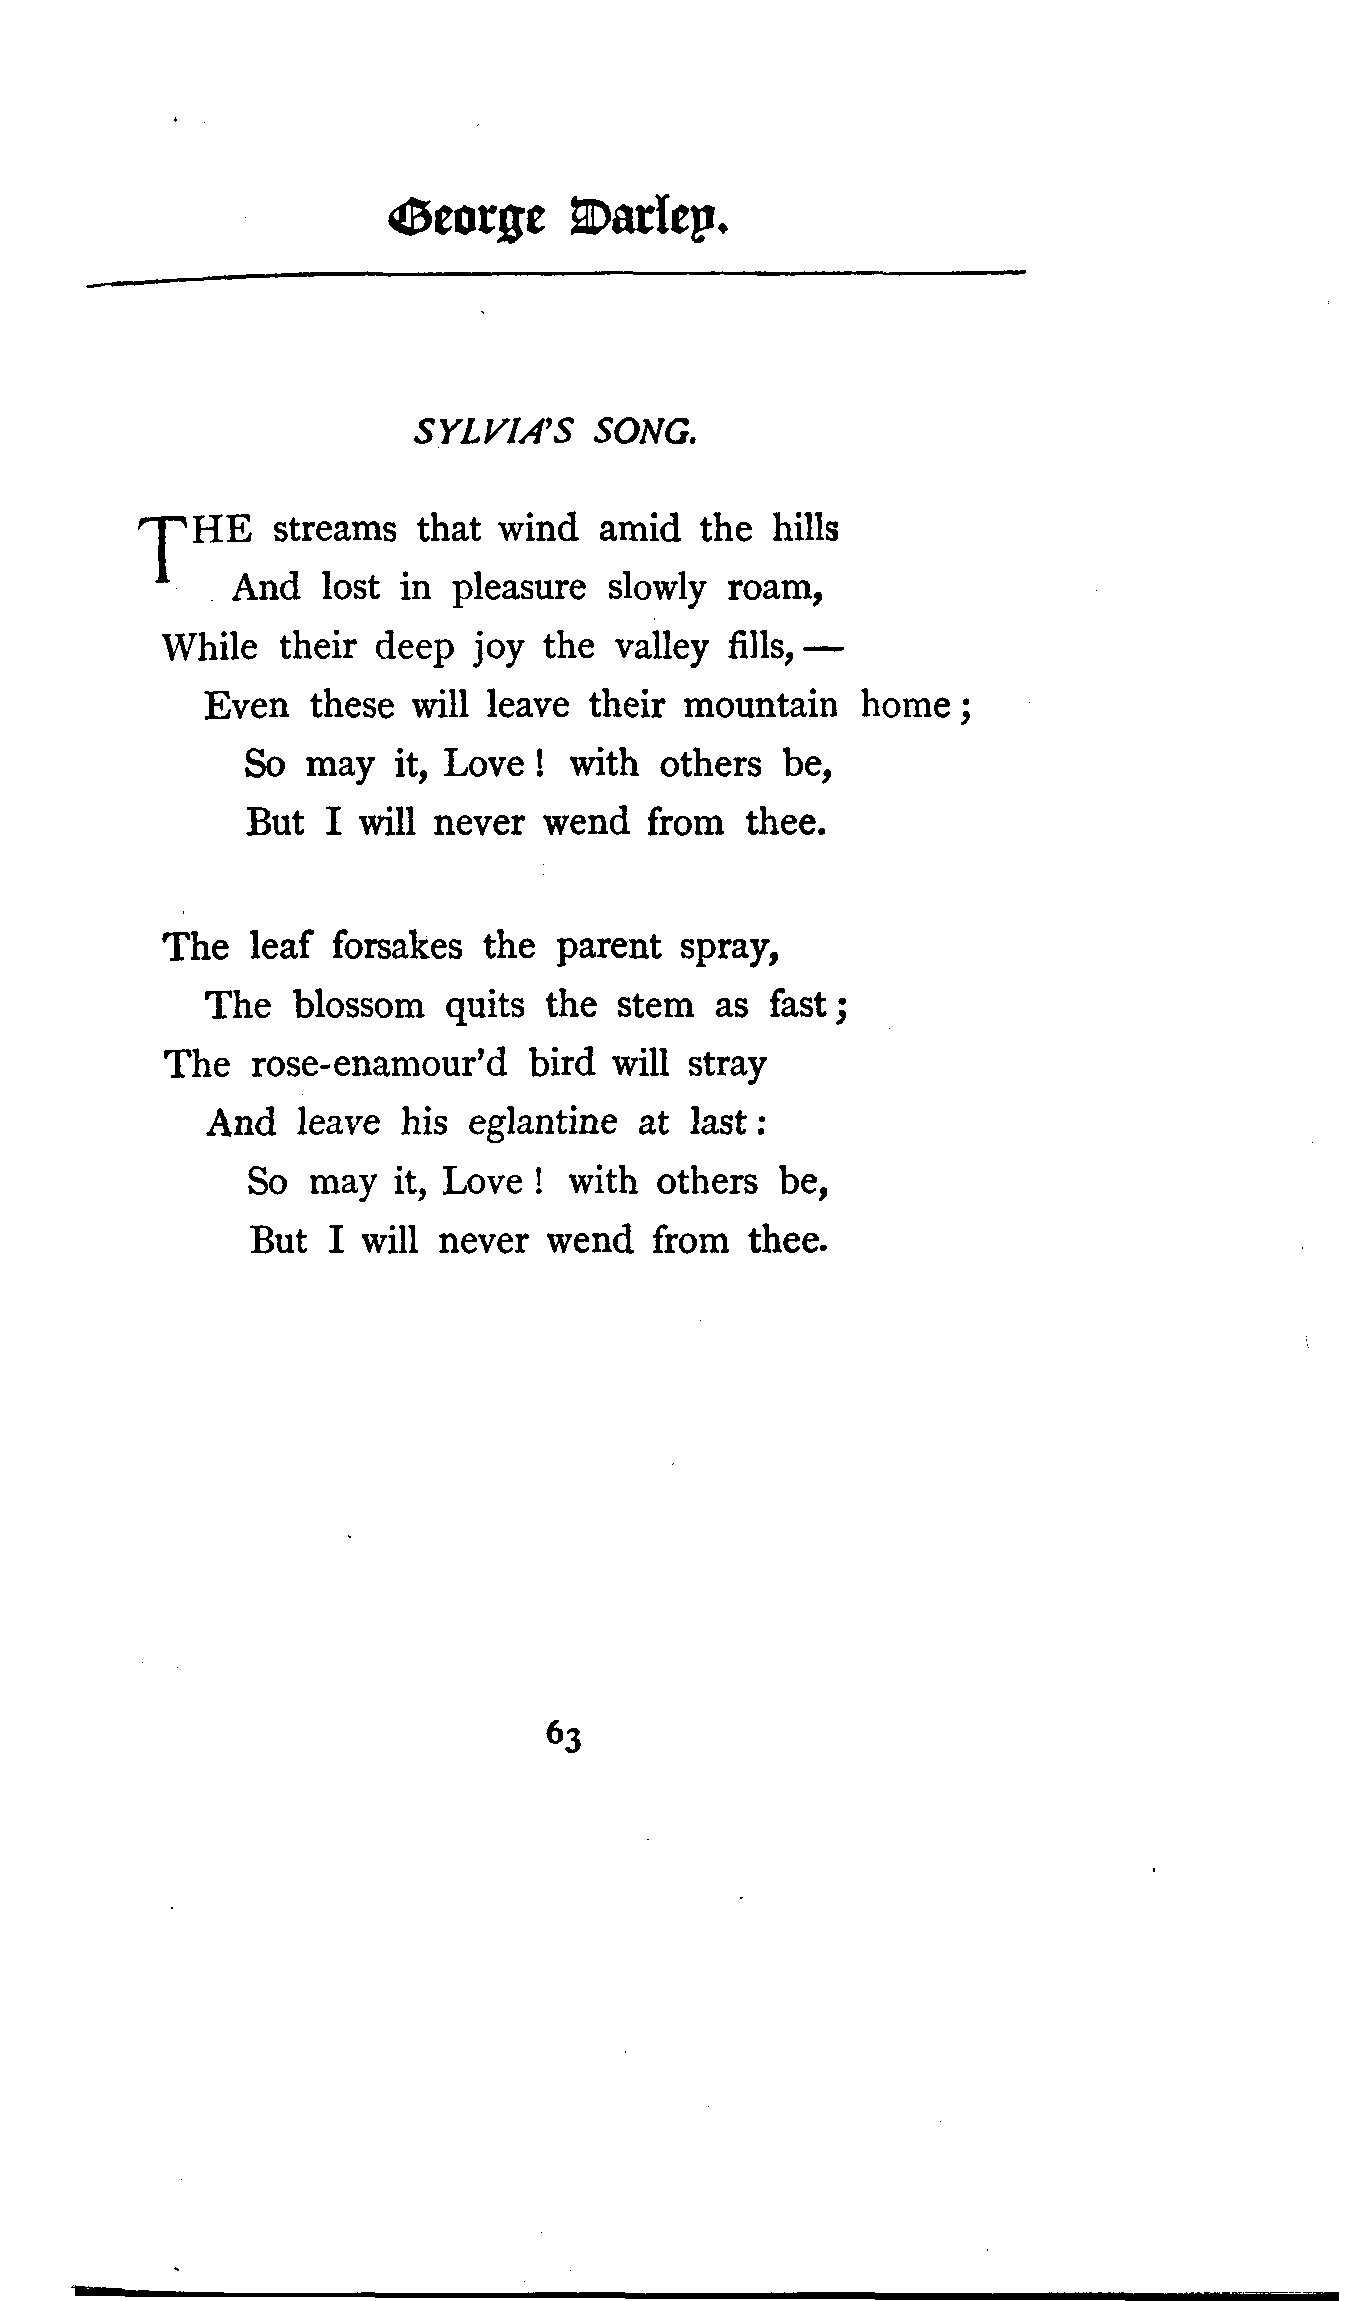 George Darley.
SYLVIA'S SONG.
THE streams that wind amid the hills
And lost in pleasure slowly roam,
While their deep joy the valley fills,—
Even these will leave their mountain home;
So may it, Love! with others be,
But I will never wend from thee.
The leaf forsakes the parent spray,
The blossom quits the stem as fast;
The rose-enamour'd bird will stray
And leave his eglantine at last:
So may it, Love! with others be,
But I will never wend from thee.
63